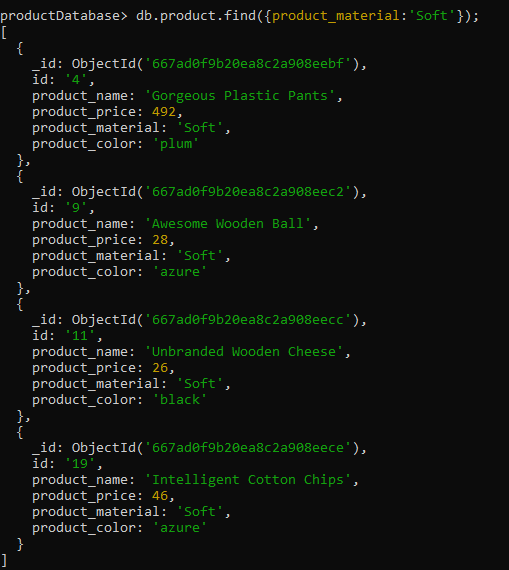 productDatabase> db.product.find({product_material:'Soft'});
[
  {
    _id: ObjectId('667ad0f9b20ea8c2a908eebf'),
    id: '4',
    product_name: 'Gorgeous Plastic Pants',
    product_price: 492,
    product_material: 'Soft',
    product_color: 'plum'
  },
  {
    _id: ObjectId('667ad0f9b20ea8c2a908eec2'),
    id: '9',
    product_name: 'Awesome Wooden Ball',
    product_price: 28,
    product_material: 'Soft',
    product_color: 'azure'
  },
  {
    _id: ObjectId('667ad0f9b20ea8c2a908eecc'),
    id: '11',
    product_name: 'Unbranded Wooden Cheese',
    product_price: 26,
    product_material: 'Soft',
    product_color: 'black'
  },
  {
    _id: ObjectId('667ad0f9b20ea8c2a908eece'),
    id: '19',
    product_name: 'Intelligent Cotton Chips',
    product_price: 46,
    product_material: 'Soft',
    product_color: 'azure'
  }
]